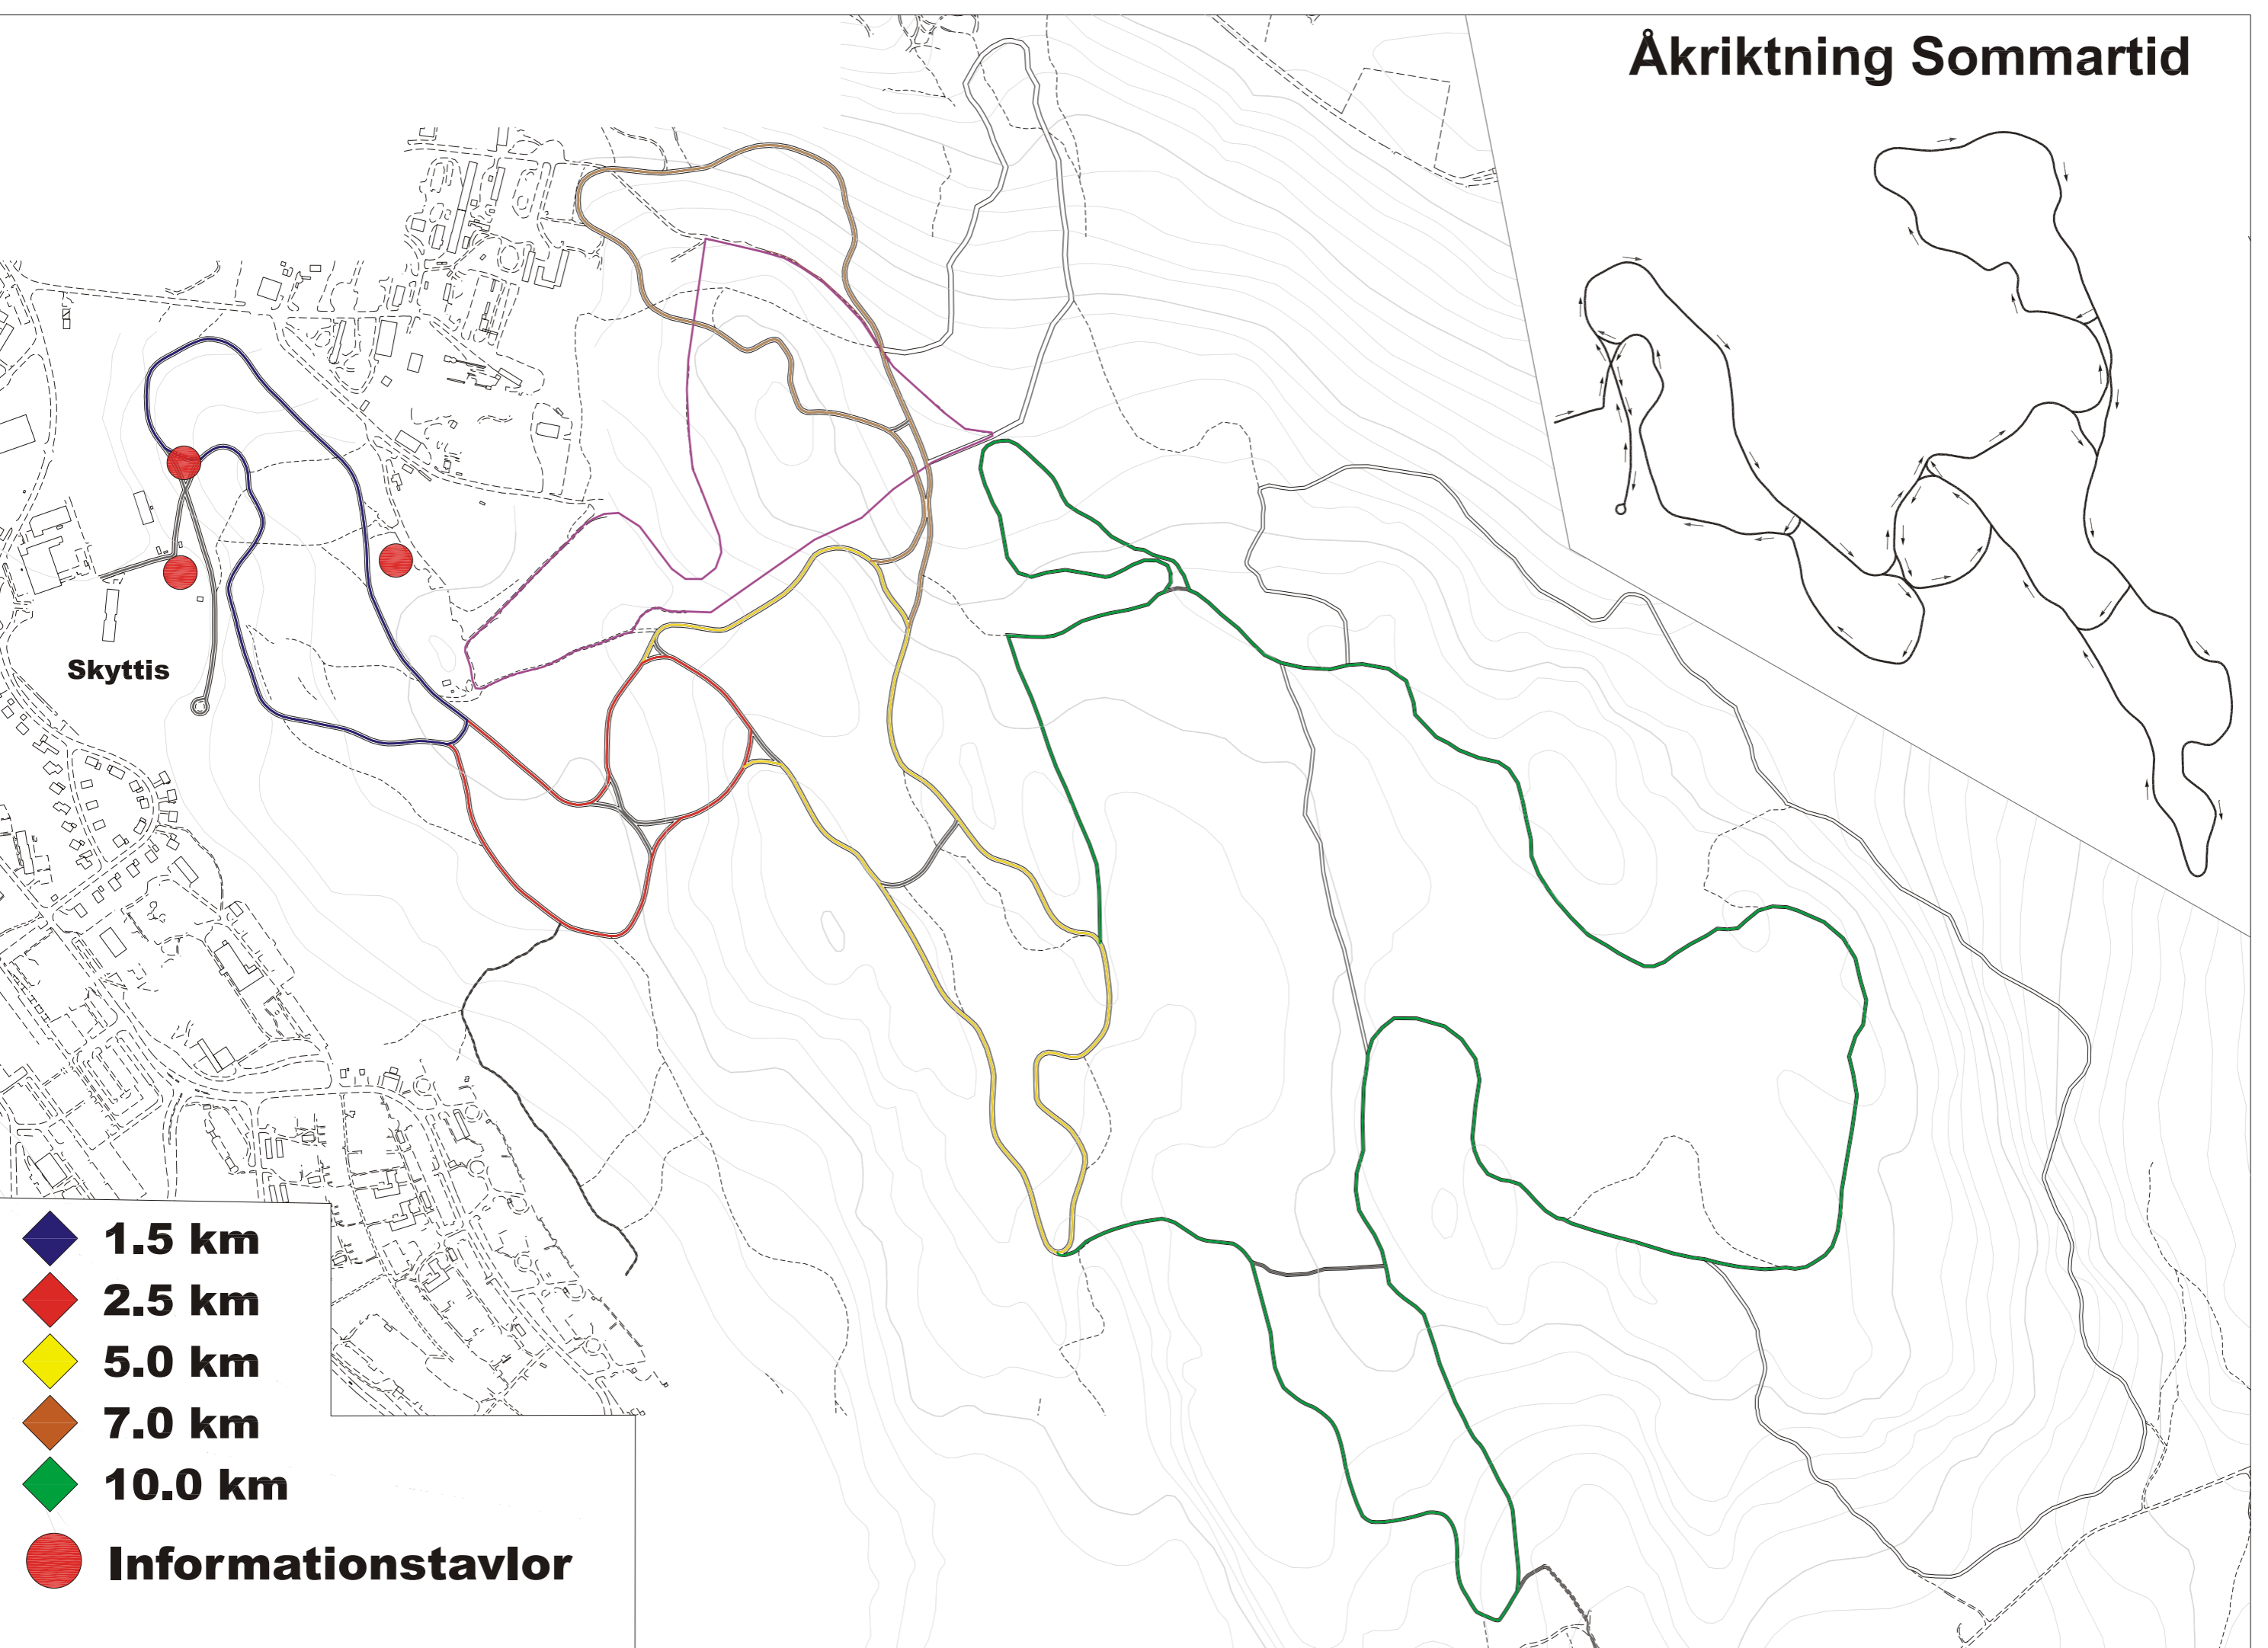 Åkriktning Sommartid
Skyttis
1.5 km
2.5 km
5.0 km
7.0 km
10.0 km
Informationstavlor